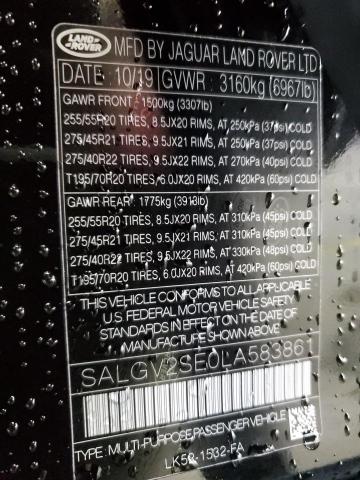 LAND ROVER
MFD BY JAGUAR LAND ROVER LTD
DATE: 10/19 GVWR : 3160kg (6967lb)
GAWR FRONT: 1500kg (3307lb)
255/55R20 TIRES, 8.5JX20 RIMS, AT 250kPa (37psi) COLD
275/45R21 TIRES, 9.5JX21 RIMS, AT 250kPa (37psi) COLD
275/40R22 TIRES, 9.5JX22 RIMS, AT 270kPa (40psi) COLD
T195/70R20 TIRES, 6.0JX20 RIMS, AT 420kPa (60psi) COLD
GAWR REAR: 1775kg (3913lb)
255/55R20 TIRES, 8.5JX20 RIMS, AT 310kPa (45psi) COLD
275/45R21 TIRES, 9.5JX21 RIMS, AT 310kPa (45psi) COLD
275/40R22 TIRES, 9.5JX22 RIMS, AT 330kPa (48psi) COLD
T195/70R20 TIRES, 6.0JX20 RIMS, AT 420kPa (60psi) COLD
THIS VEHICLE CONFORMS TO ALL APPLICABLE
U.S. FEDERAL MOTOR VEHICLE SAFETY
STANDARDS IN EFFECT ON THE DATE OF
MANUFACTURE SHOWN ABOVE.
SALGV2SE0LA583861
TYPE: MULTI-PURPOSE PASSENGER VEHICLE
LK52-1532-FA